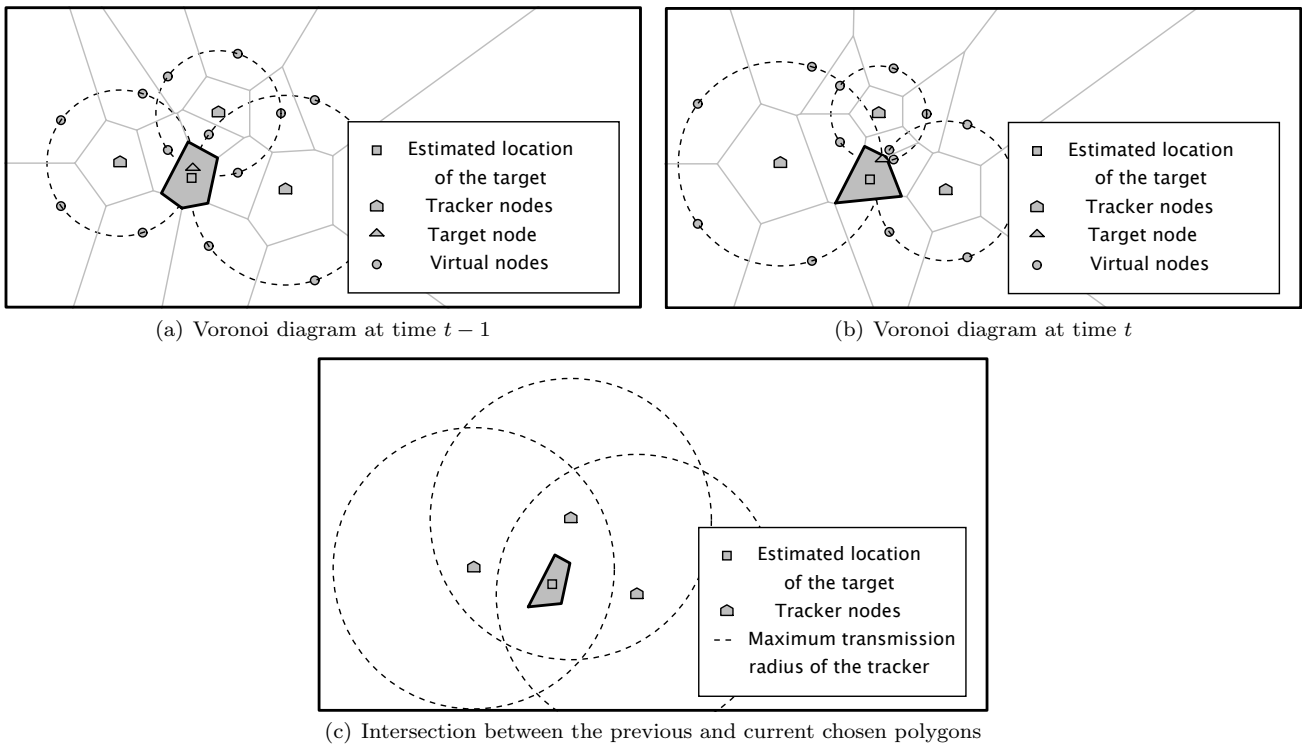 Estimated location
of the target
Tracker nodes
Target node
Virtual nodes
(a) Voronoi diagram at time t − 1
Estimated location
of the target
Tracker nodes
Target node
Virtual nodes
(b) Voronoi diagram at time t
Estimated location
of the target
Tracker nodes
Maximum transmission
radius of the tracker
(c) Intersection between the previous and current chosen polygons